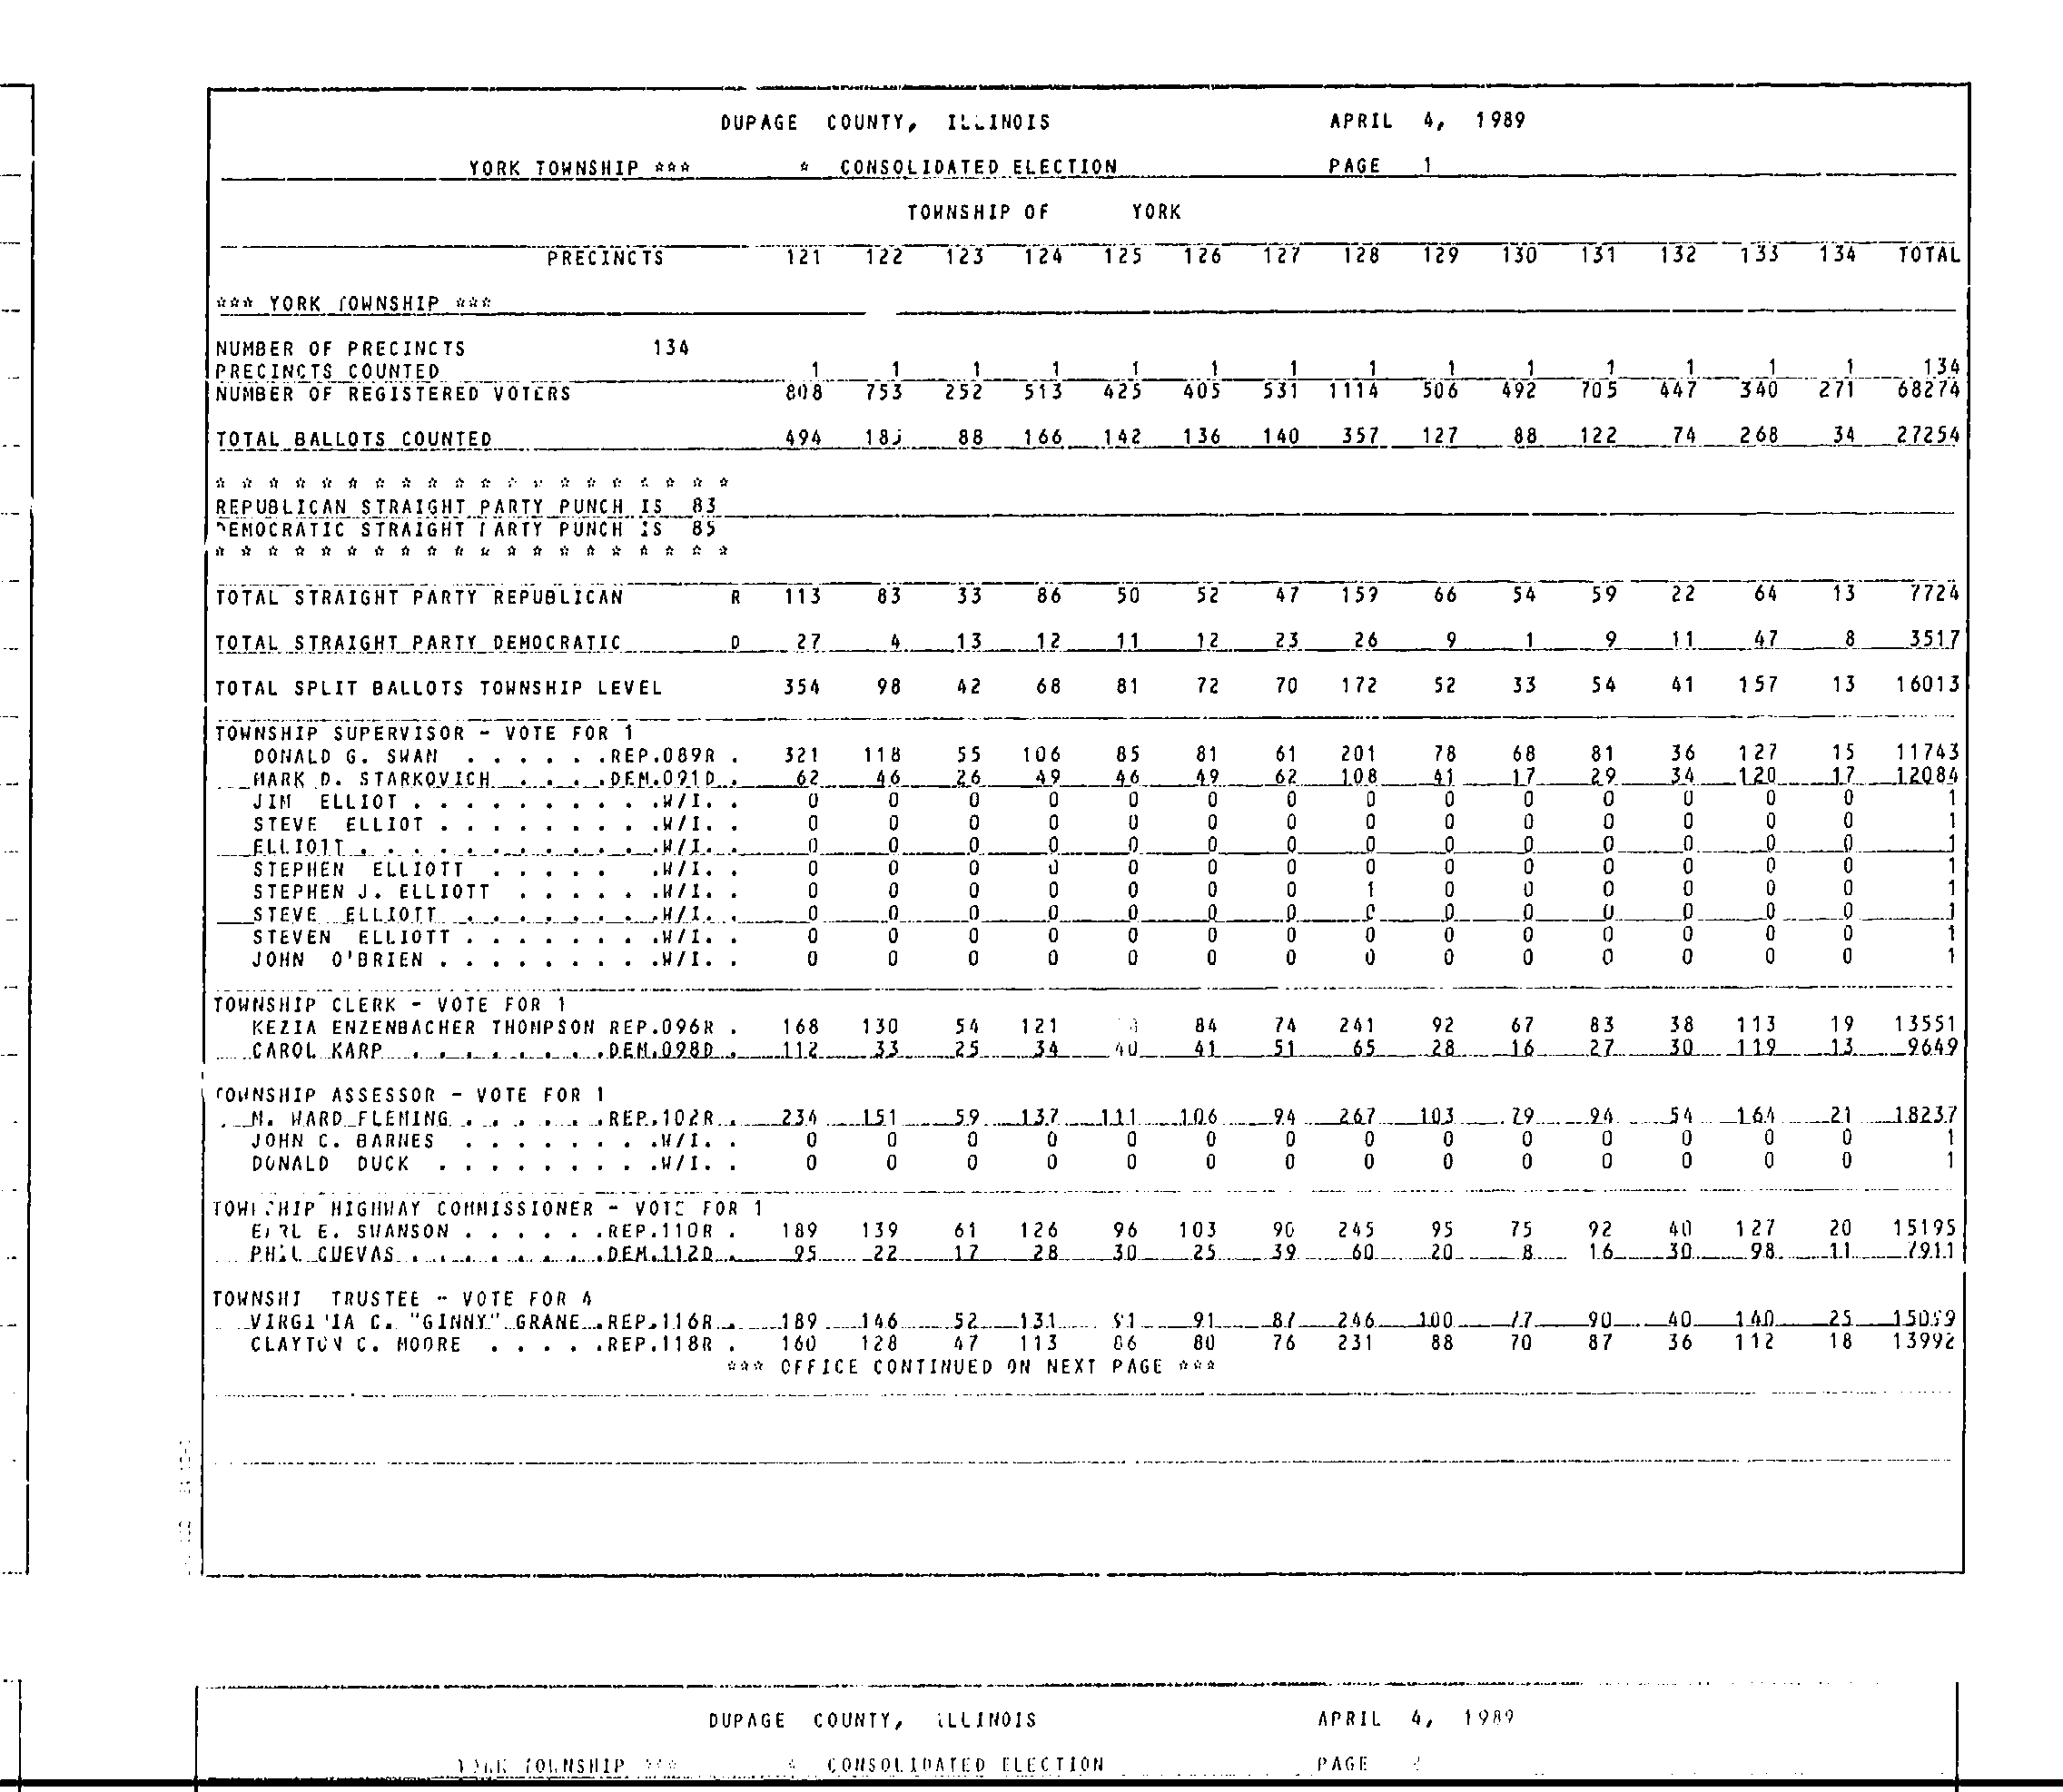 DUPAGE COUNTY, ILLINOIS APRIL 4, 1989
YORK TOWNSHIP *** * CONSOLIDATED ELECTION PAGE 1
TOWNSHIP OF YORK
PRECINCTS 121 122 123 124 125 126 127 128 129 130 131 132 133 134 TOTAL
*** YORK TOWNSHIP ***
NUMBER OF PRECINCTS 134
PRECINCTS COUNTED 1 1 1 1 1 1 1 1 1 1 1 1 1 1 134
NUMBER OF REGISTERED VOTERS 808 753 252 513 425 405 531 1114 506 492 705 447 340 271 68274
TOTAL BALLOTS COUNTED 494 185 88 166 142 136 140 357 127 88 122 74 268 34 27254
* * * * * * * * * * * * * * * * * * * *
REPUBLICAN STRAIGHT PARTY PUNCH IS 83
DEMOCRATIC STRAIGHT PARTY PUNCH IS 85
* * * * * * * * * * * * * * * * * * * *
TOTAL STRAIGHT PARTY REPUBLICAN R 113 83 33 86 50 52 47 159 66 54 59 22 64 13 7724
TOTAL STRAIGHT PARTY DEMOCRATIC D 27 4 13 12 11 12 23 26 9 1 9 11 47 8 3517
TOTAL SPLIT BALLOTS TOWNSHIP LEVEL 354 98 42 68 81 72 70 172 52 33 54 41 157 13 16013
TOWNSHIP SUPERVISOR - VOTE FOR 1
DONALD G. SWAN . . . . . .REP.089R . 321 118 55 106 85 81 61 201 78 68 81 36 127 15 11743
MARK D. STARKOVICH . . . .DEM.091D . 62 46 26 49 46 49 62 108 41 17 29 34 120 17 12084
JIM ELLIOT . . . . . . . . . .W/I. . 0 0 0 0 0 0 0 0 0 0 0 0 0 0 1
STEVE ELLIOT . . . . . . . . .W/I. . 0 0 0 0 0 0 0 0 0 0 0 0 0 0 1
ELLIOTT . . . . . . . . . . . .W/I. . 0 0 0 0 0 0 0 0 0 0 0 0 0 0 1
STEPHEN ELLIOTT . . . . . .W/I. . 0 0 0 0 0 0 0 0 0 0 0 0 0 0 1
STEPHEN J. ELLIOTT . . . . . .W/I. . 0 0 0 0 0 0 0 1 0 0 0 0 0 0 1
STEVE ELLIOTT . . . . . . . .W/I. . 0 0 0 0 0 0 0 0 0 0 0 0 0 0 1
STEVEN ELLIOTT . . . . . . . .W/I. . 0 0 0 0 0 0 0 0 0 0 0 0 0 0 1
JOHN O'BRIEN . . . . . . . . .W/I. . 0 0 0 0 0 0 0 0 0 0 0 0 0 0 1
TOWNSHIP CLERK - VOTE FOR 1
KEZIA ENZENBACHER THOMPSON REP.096R . 168 130 54 121 84 74 241 92 67 83 38 113 19 13551
CAROL KARP . . . . . . . .DEM.098D . 112 33 25 34 40 41 51 65 28 16 27 30 119 13 9649
TOWNSHIP ASSESSOR - VOTE FOR 1
M. WARD FLEMING . . . . . .REP.102R . 234 151 59 137 111 106 94 267 103 79 94 54 164 21 18237
JOHN C. BARNES . . . . . . . .W/I. . 0 0 0 0 0 0 0 0 0 0 0 0 0 0 1
DONALD DUCK . . . . . . . . .W/I. . 0 0 0 0 0 0 0 0 0 0 0 0 0 0 1
TOWNSHIP HIGHWAY COMMISSIONER - VOTE FOR 1
EARL E. SWANSON . . . . . .REP.110R . 189 139 61 126 96 103 90 245 95 75 92 40 127 20 15195
PHIL CUEVAS . . . . . . . .DEM.112D . 95 22 17 28 30 25 39 60 20 8 16 30 98 11 7911
TOWNSHI TRUSTEE - VOTE FOR 4
VIRGINIA C. "GINNY" GRANE .REP.116R . 189 146 52 131 91 91 87 246 100 77 90 40 140 25 15099
CLAYTON C. MOORE . . . . .REP.118R . 160 128 47 113 86 80 76 231 88 70 87 36 112 18 13992
*** OFFICE CONTINUED ON NEXT PAGE ***
DUPAGE COUNTY, ILLINOIS APRIL 4, 1989
YORK TOWNSHIP *** * CONSOLIDATED ELECTION PAGE